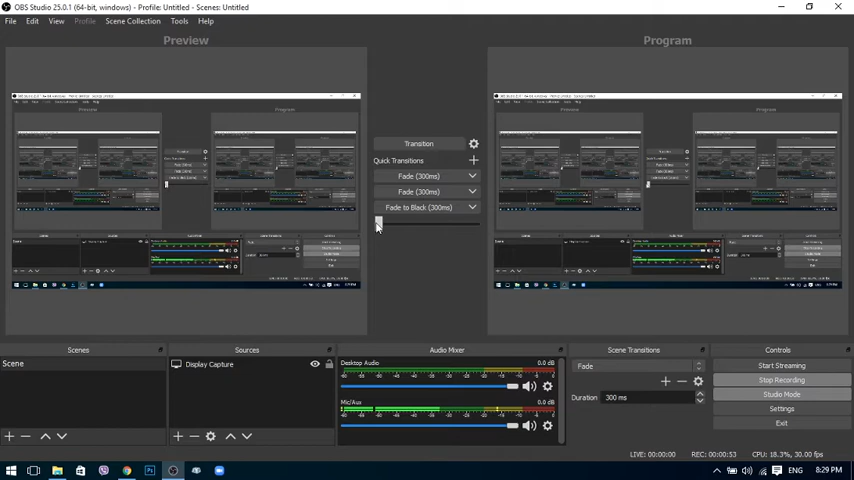 OBS Studio 25.0.1 (64-bit, windows) - Profile: Untitled - Scenes: Untitled
File Edit View Profile Scene Collection Tools Help
Preview
Program
Transition
Quick Transitions
Fade (300ms)
Fade (300ms)
Fade to Black (300ms)
Scenes
Sources
Audio Mixer
Scene Transitions
Controls
Scene
Display Capture
Desktop Audio 0.0 dB
Mic/Aux 0.0 dB
Fade
Duration 300 ms
Start Streaming
Stop Recording
Studio Mode
Settings
Exit
LIVE: 00:00:00 REC: 00:00:53 CPU: 18.3%, 30.00 fps
ENG 8:29 PM